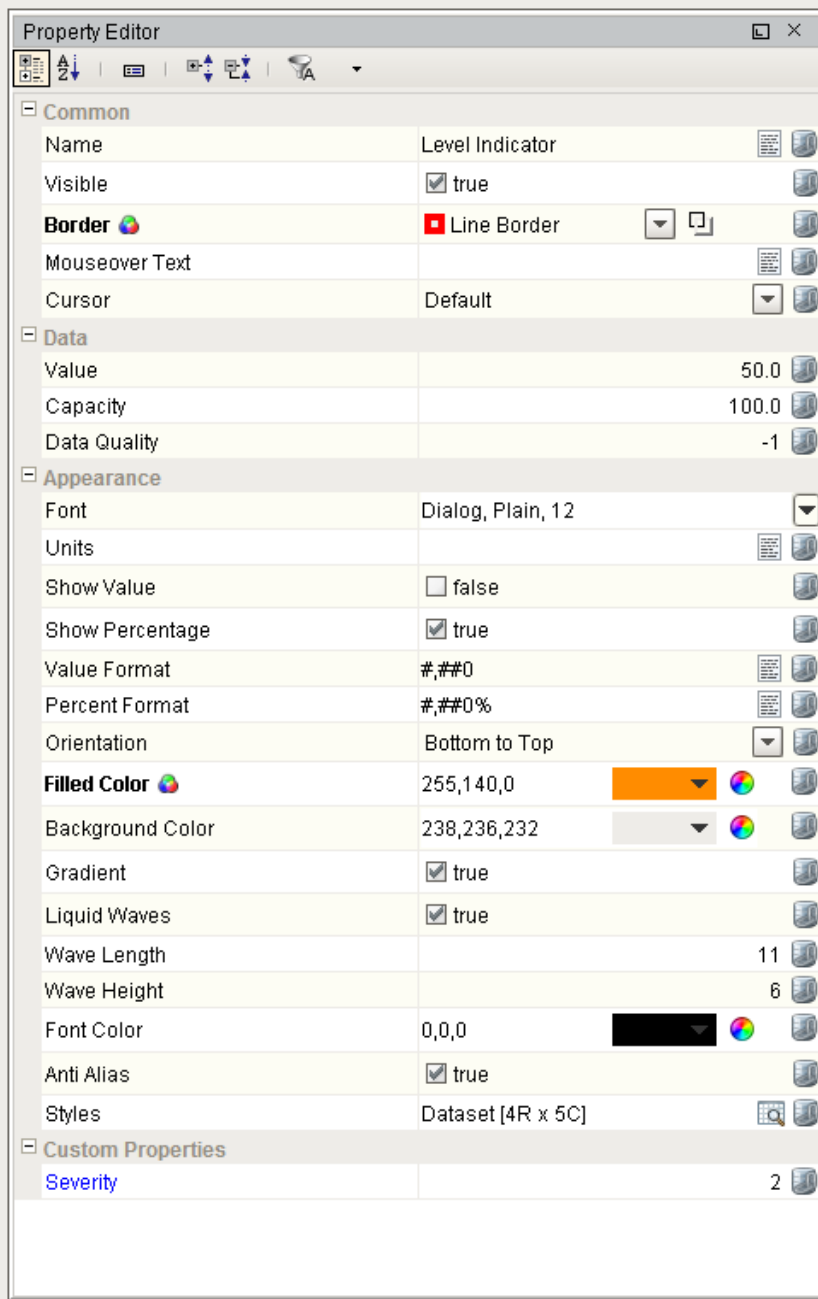 Property Editor
Common
Name Level Indicator
Visible true
Border Line Border
Mouseover Text
Cursor Default
Data
Value 50.0
Capacity 100.0
Data Quality -1
Appearance
Font Dialog, Plain, 12
Units
Show Value false
Show Percentage true
Value Format #,##0
Percent Format #,##0%
Orientation Bottom to Top
Filled Color 255,140,0
Background Color 238,236,232
Gradient true
Liquid Waves true
Wave Length 11
Wave Height 6
Font Color 0,0,0
Anti Alias true
Styles Dataset [4R x 5C]
Custom Properties
Severity 2